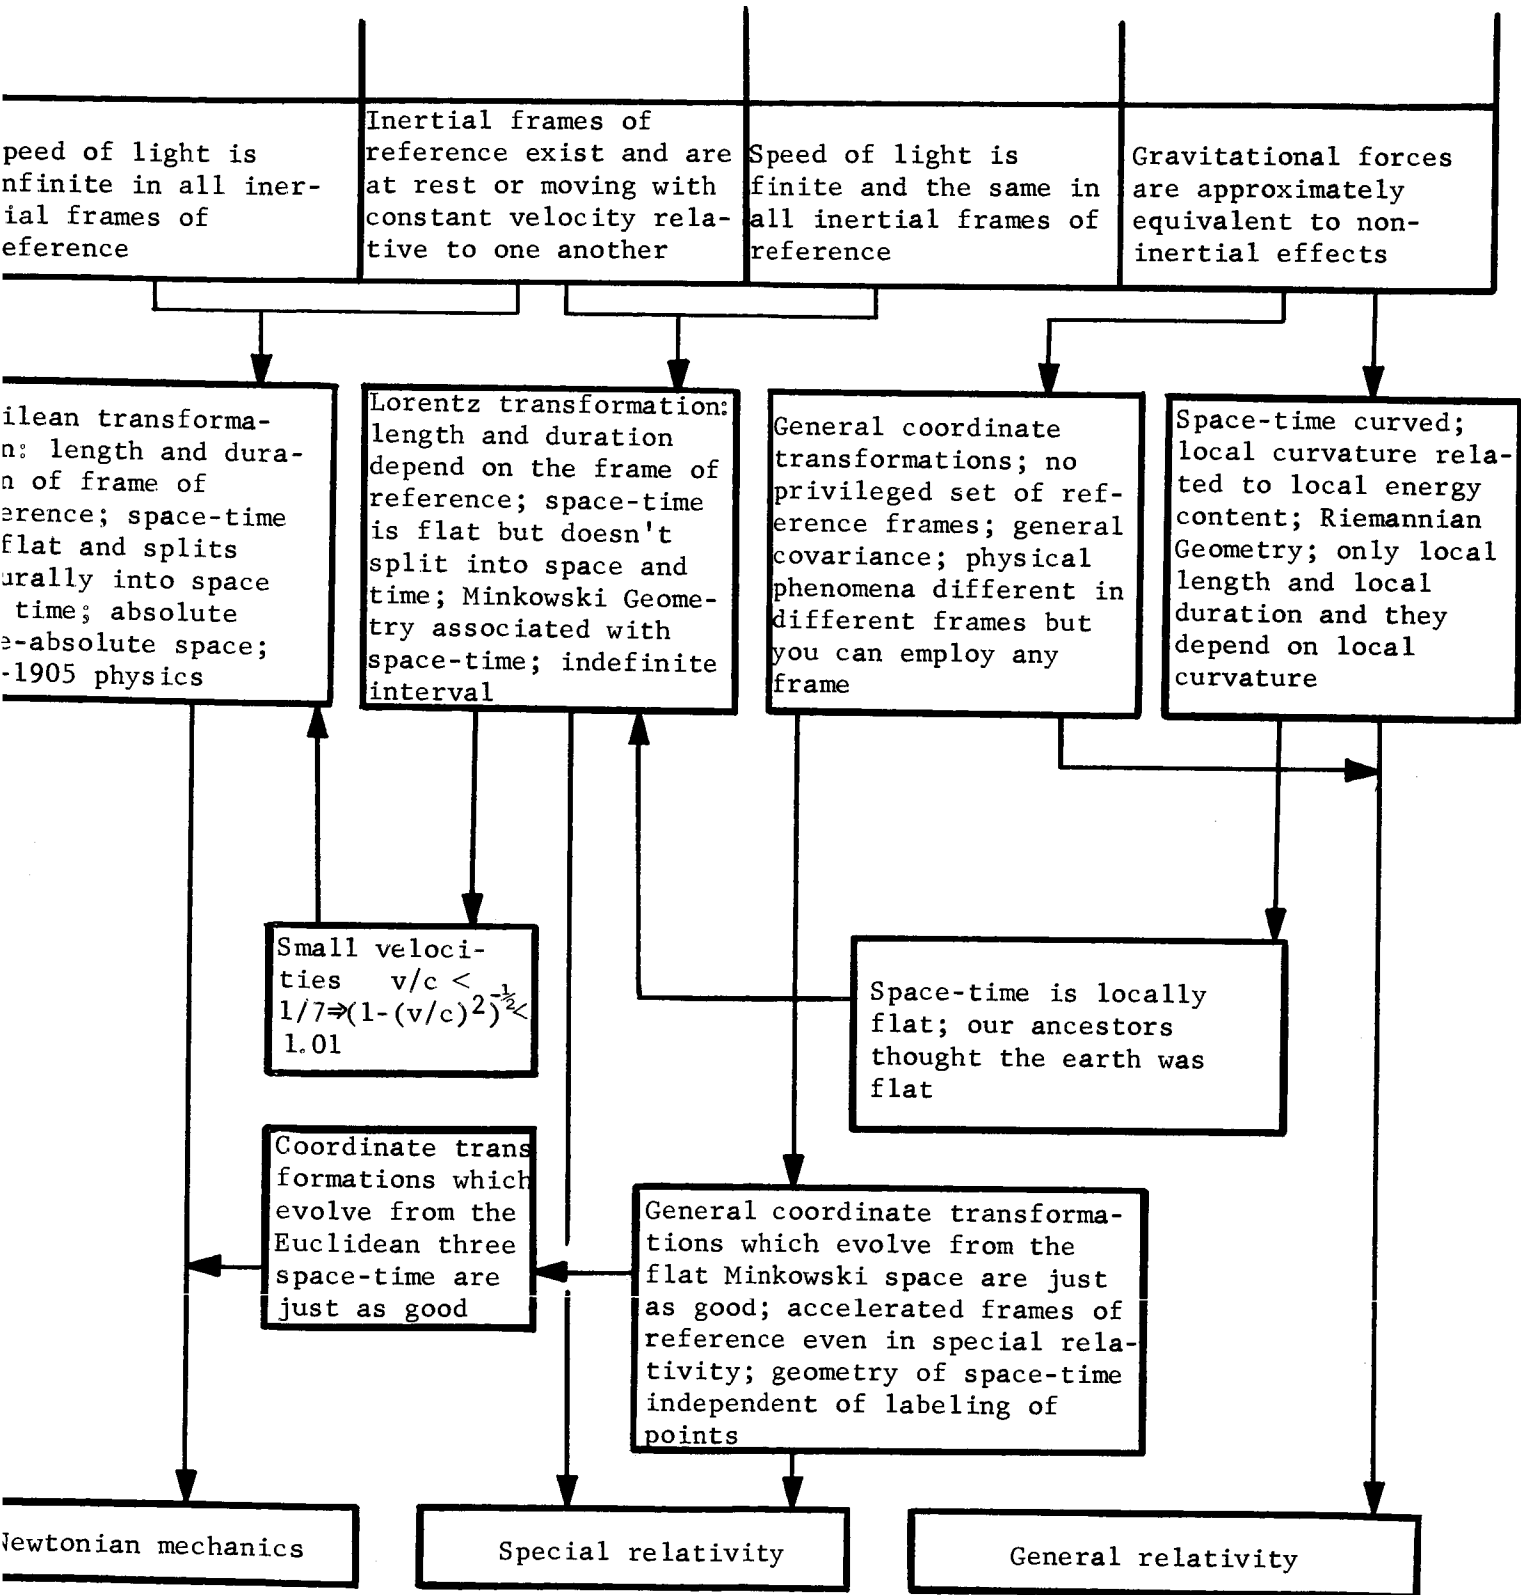 peed of light is
nfinite in all iner-
ial frames of
eference
Inertial frames of
reference exist and are
at rest or moving with
constant velocity rela-
tive to one another
Speed of light is
finite and the same in
all inertial frames of
reference
Gravitational forces
are approximately
equivalent to non-
inertial effects
ilean transforma-
n: length and dura-
n of frame of
erence; space-time
flat and splits
urally into space
time; absolute
e-absolute space;
-1905 physics
Lorentz transformation:
length and duration
depend on the frame of
reference; space-time
is flat but doesn't
split into space and
time; Minkowski Geome-
try associated with
space-time; indefinite
interval
General coordinate
transformations; no
privileged set of ref-
erence frames; general
covariance; physical
phenomena different in
different frames but
you can employ any
frame
Space-time curved;
local curvature rela-
ted to local energy
content; Riemannian
Geometry; only local
length and local
duration and they
depend on local
curvature
Small veloci-
ties v/c <
1/7⇒(1-(v/c)²)^-½<
1.01
Space-time is locally
flat; our ancestors
thought the earth was
flat
Coordinate trans
formations which
evolve from the
Euclidean three
space-time are
just as good
General coordinate transforma-
tions which evolve from the
flat Minkowski space are just
as good; accelerated frames of
reference even in special rela-
tivity; geometry of space-time
independent of labeling of
points
Newtonian mechanics
Special relativity
General relativity